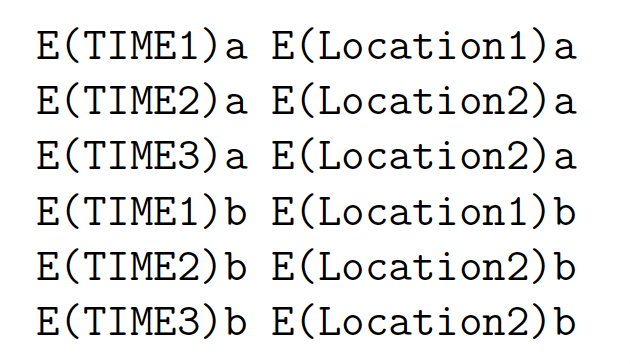 E(TIME1)a E(Location1)a
E(TIME2)a E(Location2)a
E(TIME3)a E(Location2)a
E(TIME1)b E(Location1)b
E(TIME2)b E(Location2)b
E(TIME3)b E(Location2)b